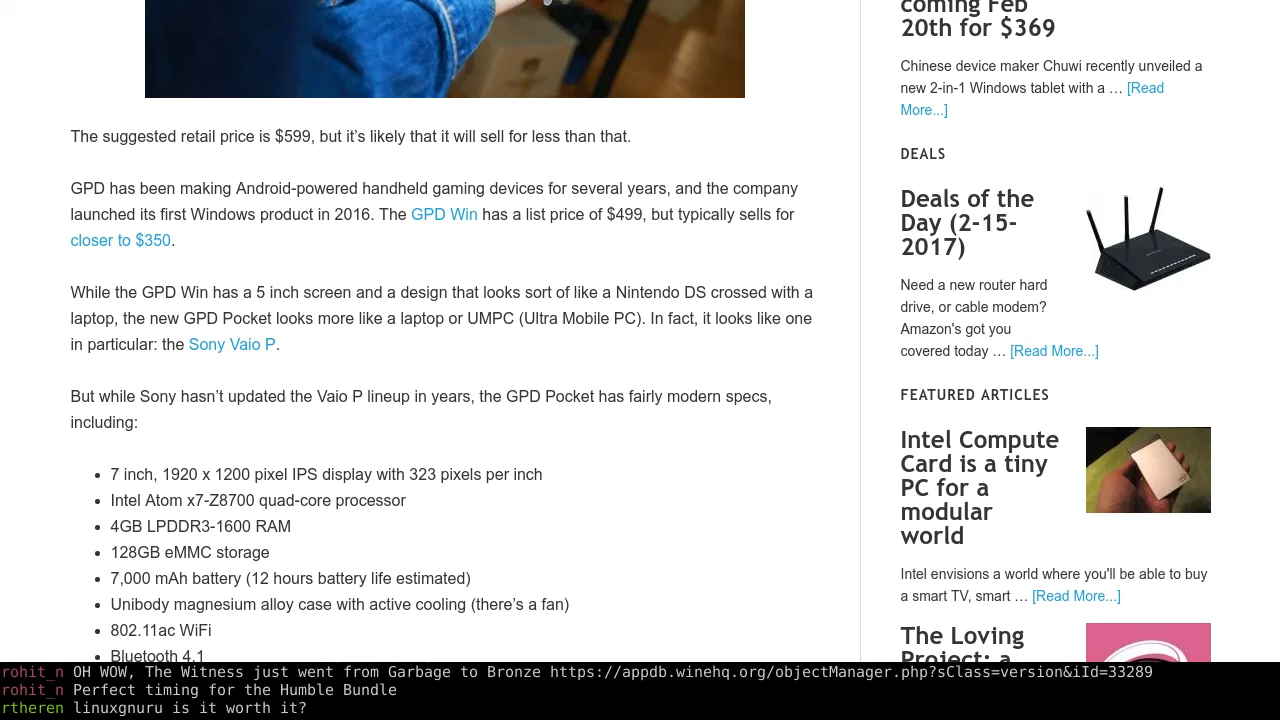 The suggested retail price is $599, but it’s likely that it will sell for less than that.
GPD has been making Android-powered handheld gaming devices for several years, and the company
launched its first Windows product in 2016. The GPD Win has a list price of $499, but typically sells for
closer to $350.
While the GPD Win has a 5 inch screen and a design that looks sort of like a Nintendo DS crossed with a
laptop, the new GPD Pocket looks more like a laptop or UMPC (Ultra Mobile PC). In fact, it looks like one
in particular: the Sony Vaio P.
But while Sony hasn’t updated the Vaio P lineup in years, the GPD Pocket has fairly modern specs,
including:
• 7 inch, 1920 x 1200 pixel IPS display with 323 pixels per inch
• Intel Atom x7-Z8700 quad-core processor
• 4GB LPDDR3-1600 RAM
• 128GB eMMC storage
• 7,000 mAh battery (12 hours battery life estimated)
• Unibody magnesium alloy case with active cooling (there’s a fan)
• 802.11ac WiFi
• Bluetooth 4.1
coming Feb
20th for $369
Chinese device maker Chuwi recently unveiled a
new 2-in-1 Windows tablet with a … [Read
More...]
DEALS
Deals of the
Day (2-15-
2017)
Need a new router hard
drive, or cable modem?
Amazon's got you
covered today … [Read More...]
FEATURED ARTICLES
Intel Compute
Card is a tiny
PC for a
modular
world
Intel envisions a world where you'll be able to buy
a smart TV, smart … [Read More...]
The Loving
Project: a
rohit_n OH WOW, The Witness just went from Garbage to Bronze https://appdb.winehq.org/objectManager.php?sClass=version&iId=33289
rohit_n Perfect timing for the Humble Bundle
rtheren linuxgnuru is it worth it?